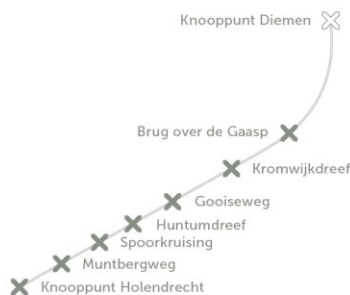 Knooppunt Diemen
Brug over de Gaasp
Kromwijkdreef
Gooiseweg
Huntumdreef
Spoorkruising
Muntbergweg
Knooppunt Holendrecht